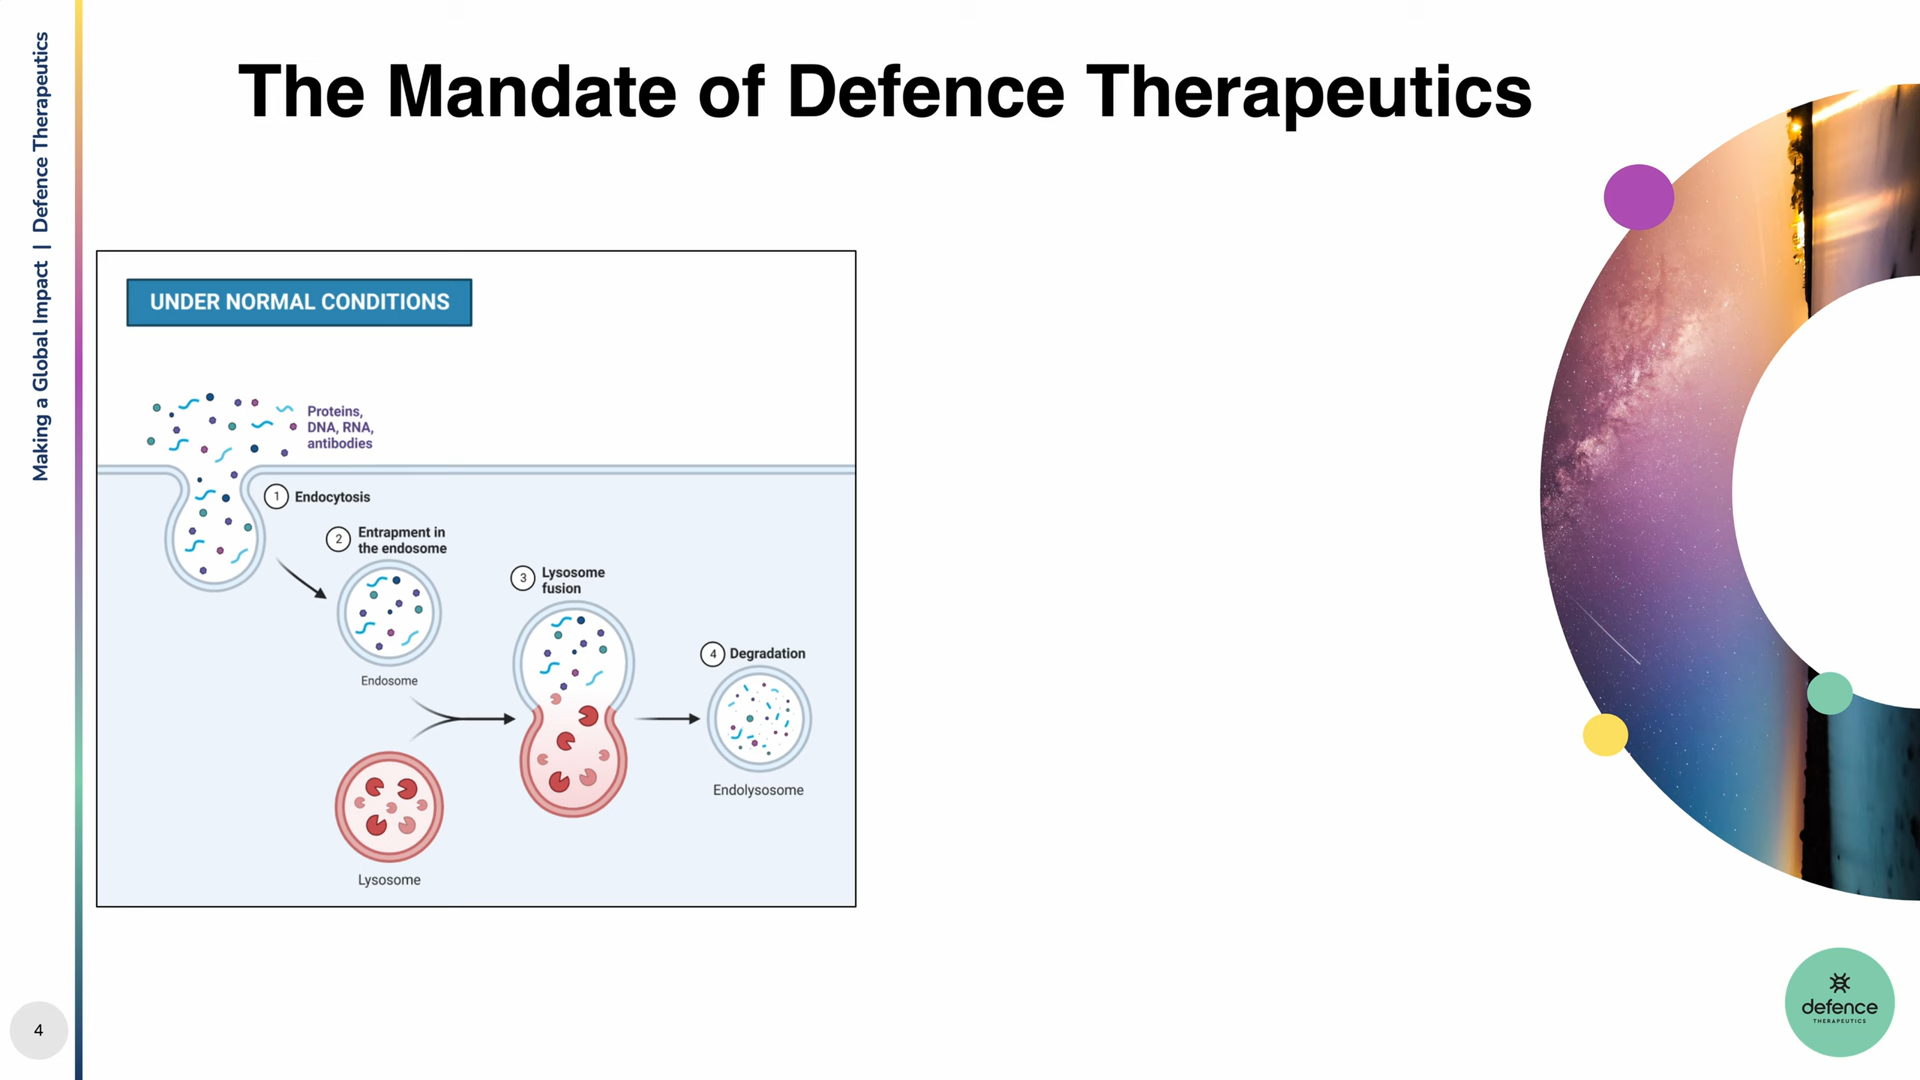 Making a Global Impact | Defence Therapeutics
The Mandate of Defence Therapeutics
UNDER NORMAL CONDITIONS
Proteins,
DNA, RNA,
antibodies
1 Endocytosis
2 Entrapment in
the endosome
Endosome
3 Lysosome
fusion
4 Degradation
Endolysosome
Lysosome
4
defence
THERAPEUTICS